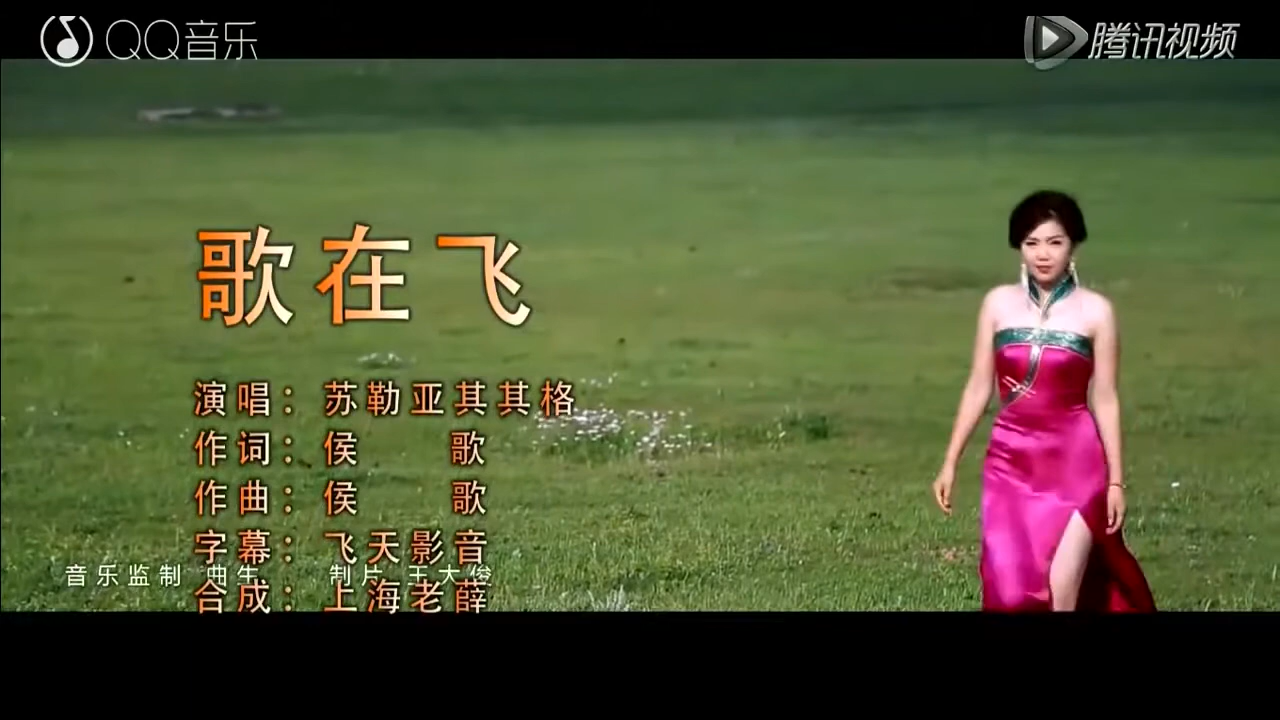 QQ音乐
腾讯视频
歌在飞
演唱：苏勒亚其其格
作词：侯 歌
作曲：侯 歌
字幕：飞天影音
音乐监制 曲生 制片 王大俊
合成：上海老薛